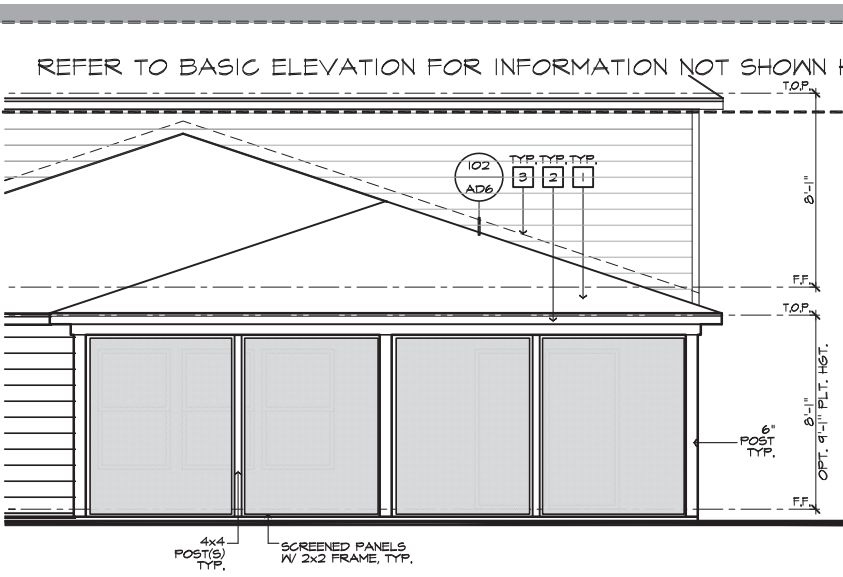 REFER TO BASIC ELEVATION FOR INFORMATION NOT SHOWN
T.O.P.
102
AD6
TYP. TYP. TYP.
3 2 1
8'-1"
F.F.
T.O.P.
8'-1"
OPT. 9'-1" PLT. HGT.
6"
POST
TYP.
F.F.
4x4
POST(S)
TYP.
SCREENED PANELS
W/ 2x2 FRAME, TYP.